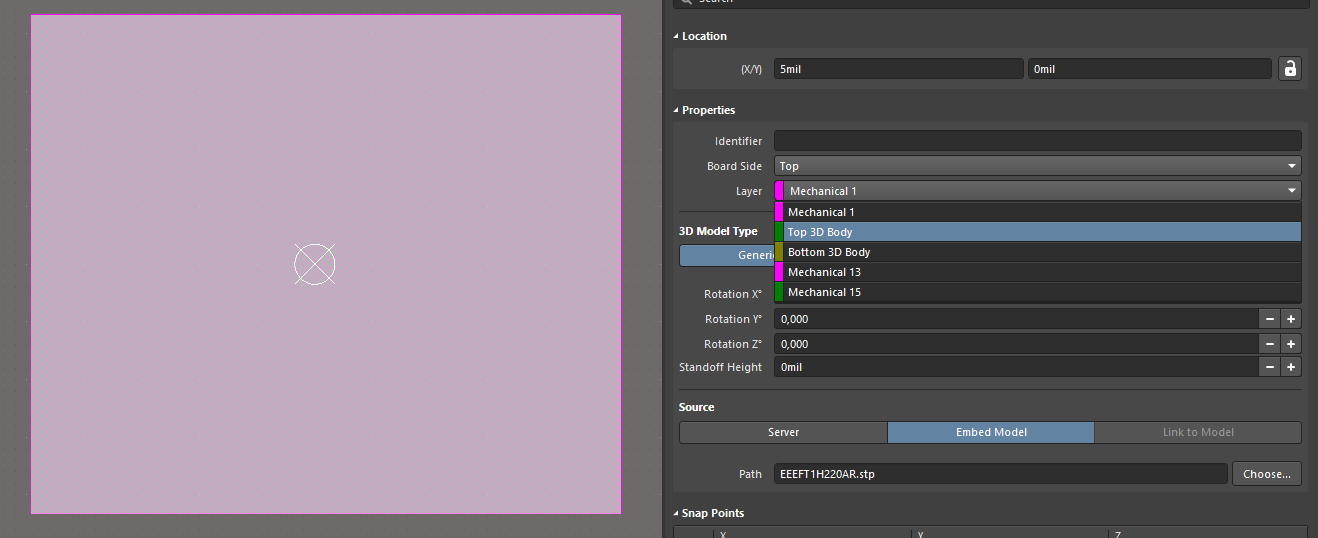 Search
Location
(X/Y) 5mil 0mil
Properties
Identifier
Board Side Top
Layer Mechanical 1
Mechanical 1
3D Model Type Top 3D Body
Generi Bottom 3D Body
Mechanical 13
Rotation X° Mechanical 15
Rotation Y° 0,000 − +
Rotation Z° 0,000 − +
Standoff Height 0mil − +
Source
Server Embed Model Link to Model
Path EEEFT1H220AR.stp Choose...
Snap Points
X Y Z